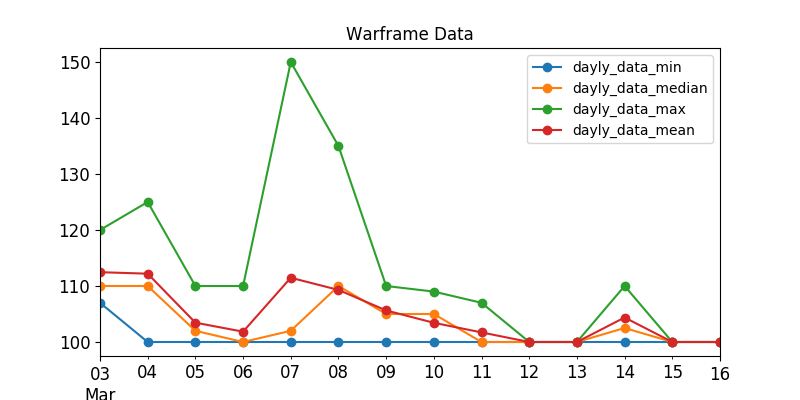 Warframe Data
150
140
130
120
110
100
dayly_data_min
dayly_data_median
dayly_data_max
dayly_data_mean
03 04 05 06 07 08 09 10 11 12 13 14 15 16
Mar